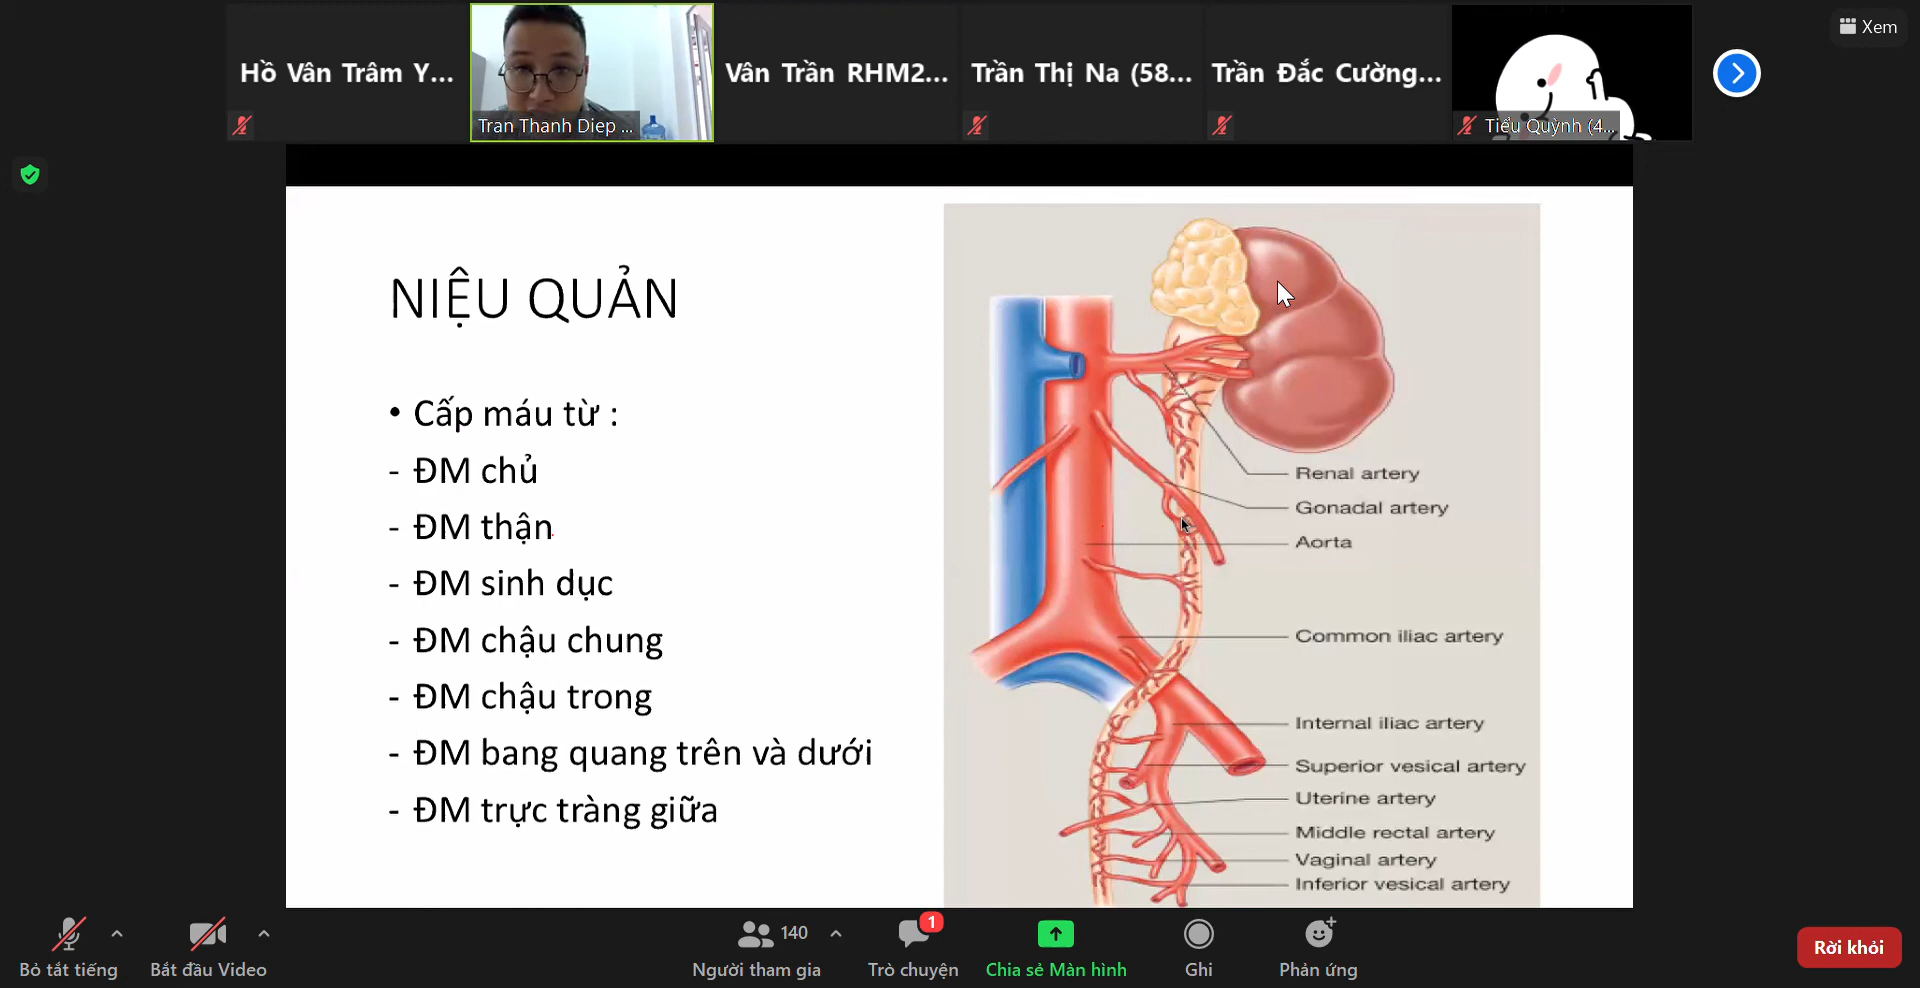 Xem
Hồ Vân Trâm Y...
Tran Thanh Diep ...
Vân Trần RHM2...
Trần Thị Na (58...
Trần Đắc Cường...
Tiểu Quỳnh (4...
NIỆU QUẢN
• Cấp máu từ :
- ĐM chủ
- ĐM thận
- ĐM sinh dục
- ĐM chậu chung
- ĐM chậu trong
- ĐM bang quang trên và dưới
- ĐM trực tràng giữa
Renal artery
Gonadal artery
Aorta
Common iliac artery
Internal iliac artery
Superior vesical artery
Uterine artery
Middle rectal artery
Vaginal artery
Inferior vesical artery
Bỏ tắt tiếng
Bắt đầu Video
140
Người tham gia
1
Trò chuyện
Chia sẻ Màn hình
Ghi
Phản ứng
Rời khỏi